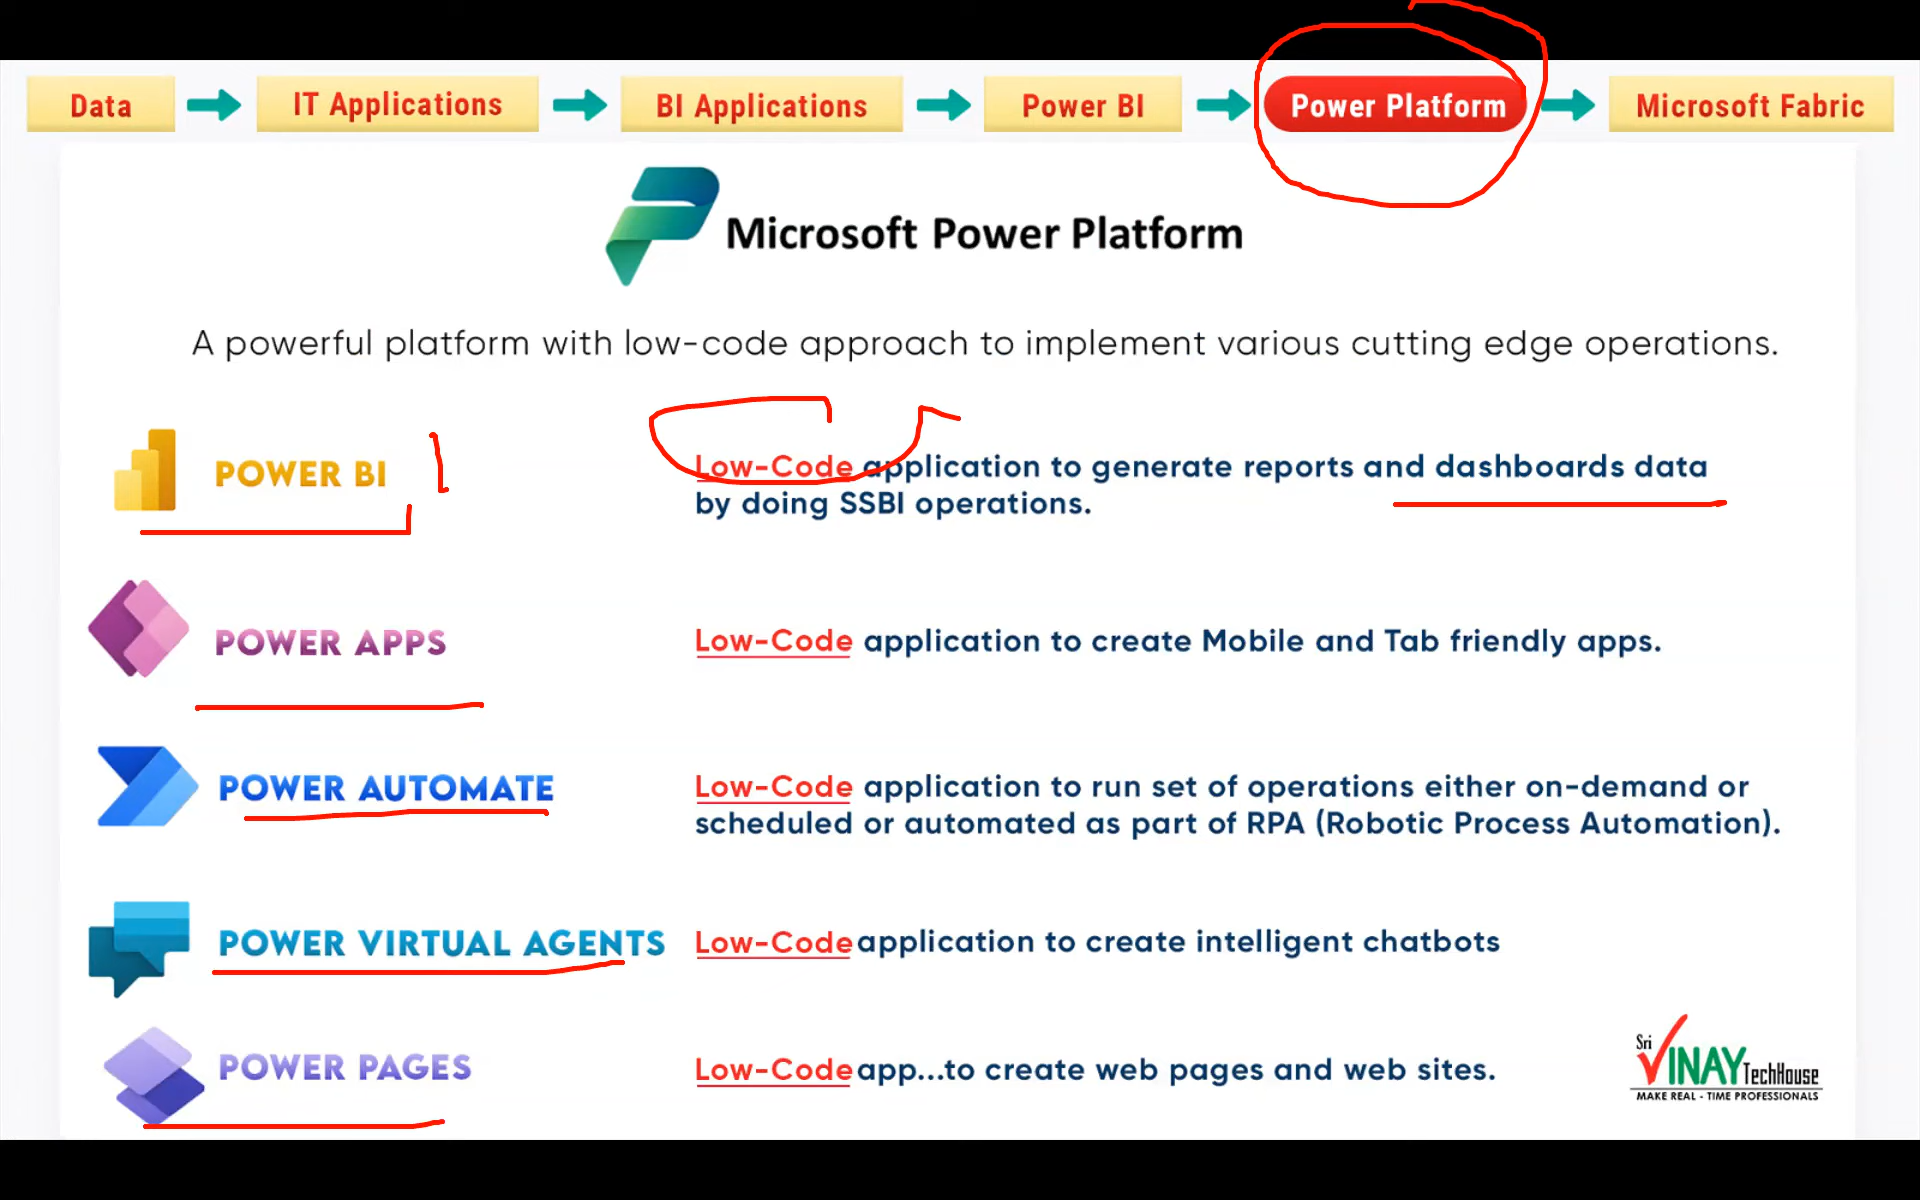 Data
IT Applications
BI Applications
Power BI
Power Platform
Microsoft Fabric
Microsoft Power Platform
A powerful platform with low-code approach to implement various cutting edge operations.
POWER BI
Low-Code application to generate reports and dashboards data
by doing SSBI operations.
POWER APPS
Low-Code application to create Mobile and Tab friendly apps.
POWER AUTOMATE
Low-Code application to run set of operations either on-demand or
scheduled or automated as part of RPA (Robotic Process Automation).
POWER VIRTUAL AGENTS
Low-Code application to create intelligent chatbots
POWER PAGES
Low-Code app...to create web pages and web sites.
Sri
VINAY TechHouse
MAKE REAL - TIME PROFESSIONALS